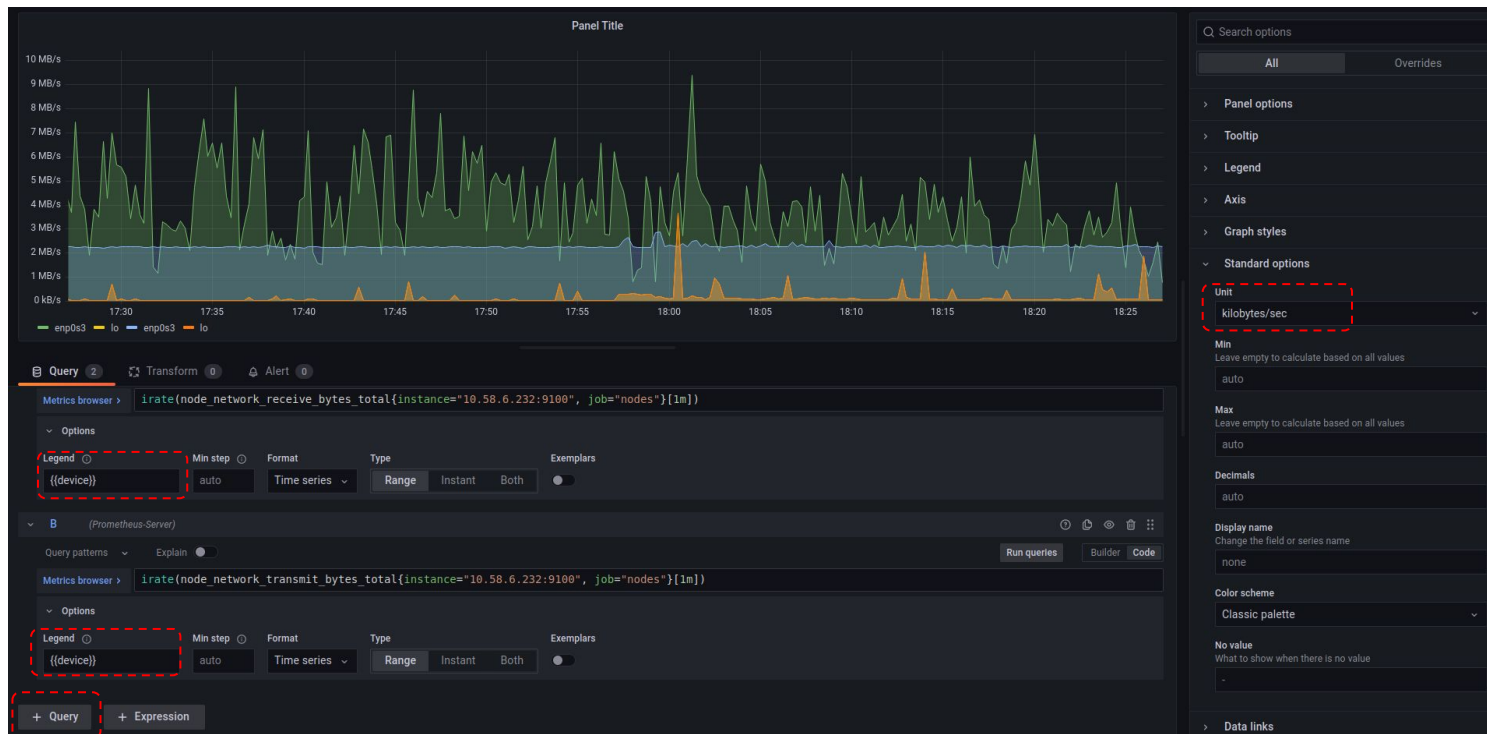 Panel Title
10 MB/s
9 MB/s
8 MB/s
7 MB/s
6 MB/s
5 MB/s
4 MB/s
3 MB/s
2 MB/s
1 MB/s
0 kB/s
17:30 17:35 17:40 17:45 17:50 17:55 18:00 18:05 18:10 18:15 18:20 18:25
enp0s3 lo enp0s3 lo
Query 2 Transform 0 Alert 0
Metrics browser > irate(node_network_receive_bytes_total{instance="10.58.6.232:9100", job="nodes"}[1m])
Options
Legend Min step Format Type Exemplars
{{device}} auto Time series Range Instant Both
B (Prometheus-Server)
Query patterns Explain Run queries Builder Code
Metrics browser > irate(node_network_transmit_bytes_total{instance="10.58.6.232:9100", job="nodes"}[1m])
Options
Legend Min step Format Type Exemplars
{{device}} auto Time series Range Instant Both
+ Query + Expression
Search options
All Overrides
Panel options
Tooltip
Legend
Axis
Graph styles
Standard options
Unit
kilobytes/sec
Min
Leave empty to calculate based on all values
auto
Max
Leave empty to calculate based on all values
auto
Decimals
auto
Display name
Change the field or series name
none
Color scheme
Classic palette
No value
What to show when there is no value
-
Data links